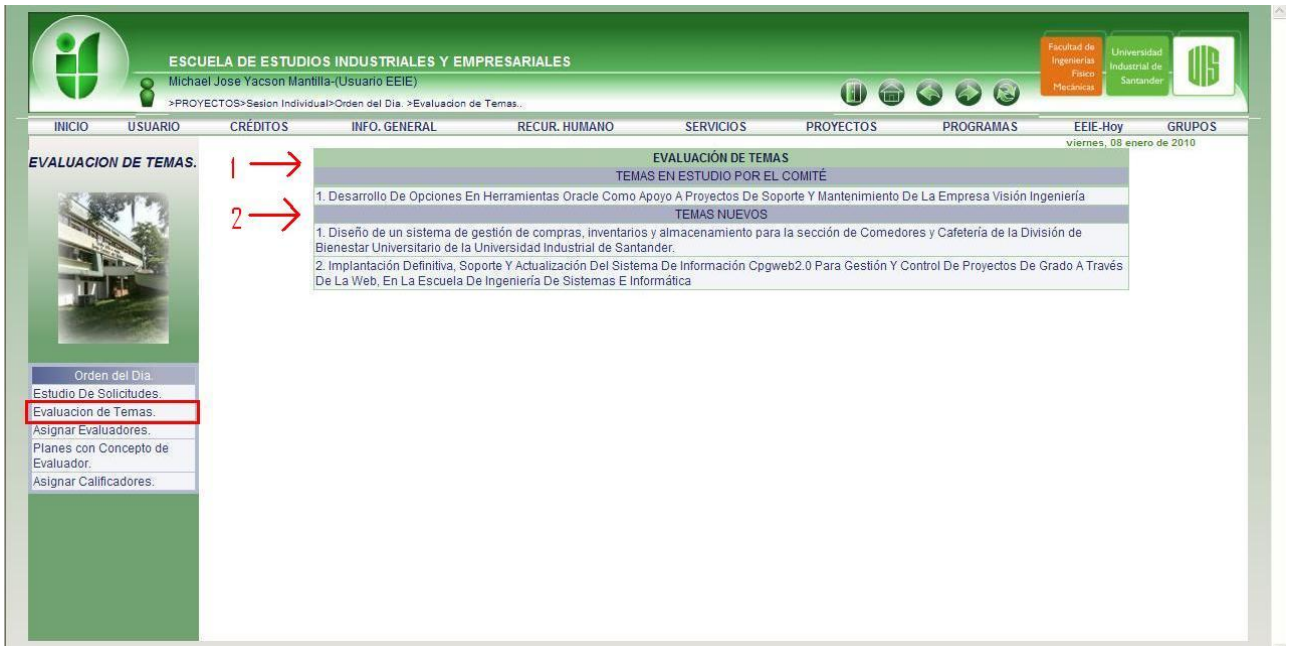 ESCUELA DE ESTUDIOS INDUSTRIALES Y EMPRESARIALES
Michael Jose Yacson Mantilla-(Usuario EEIE)
>PROYECTOS>Sesion Individual>Orden del Dia. >Evaluacion de Temas..
Facultad de
Ingenierías
Físico
Mecánicas
Universidad
Industrial de
Santander
UIS
INICIO USUARIO CRÉDITOS INFO. GENERAL RECUR. HUMANO SERVICIOS PROYECTOS PROGRAMAS EEIE-Hoy GRUPOS
viernes, 08 enero de 2010
EVALUACION DE TEMAS.
1
EVALUACIÓN DE TEMAS
TEMAS EN ESTUDIO POR EL COMITÉ
1. Desarrollo De Opciones En Herramientas Oracle Como Apoyo A Proyectos De Soporte Y Mantenimiento De La Empresa Visión Ingeniería
2
TEMAS NUEVOS
1. Diseño de un sistema de gestión de compras, inventarios y almacenamiento para la sección de Comedores y Cafetería de la División de
Bienestar Universitario de la Universidad Industrial de Santander.
2. Implantación Definitiva, Soporte Y Actualización Del Sistema De Información Cpgweb2.0 Para Gestión Y Control De Proyectos De Grado A Través
De La Web, En La Escuela De Ingeniería De Sistemas E Informática
Orden del Dia.
Estudio De Solicitudes.
Evaluacion de Temas.
Asignar Evaluadores.
Planes con Concepto de
Evaluador.
Asignar Calificadores.